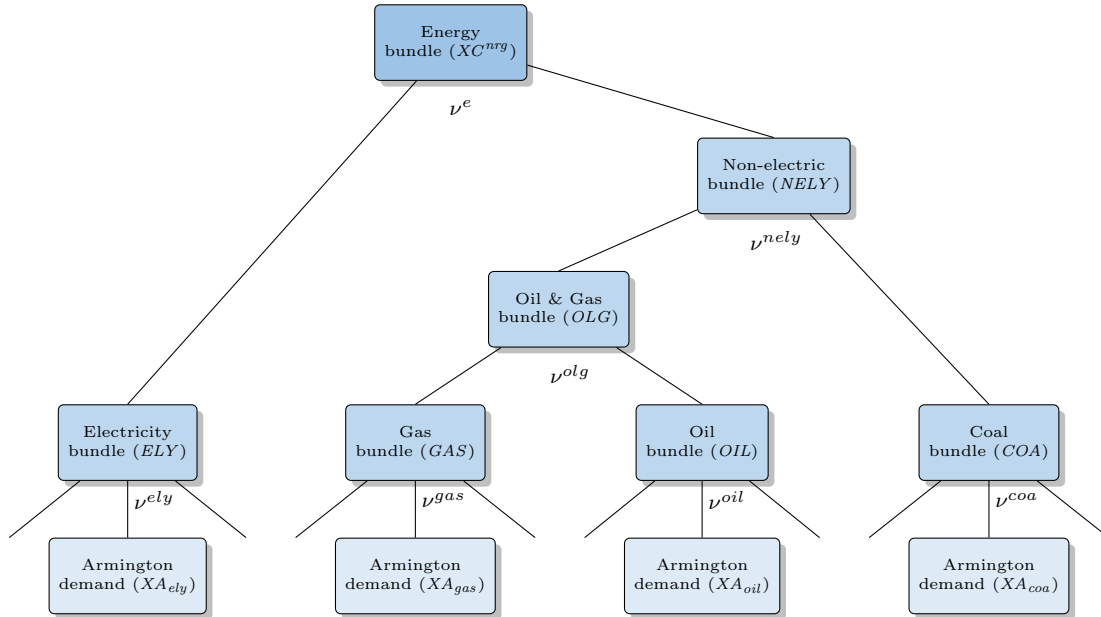 Energy
bundle (XC^nrg)
ν^e
Non-electric
bundle (NELY)
ν^nely
Oil & Gas
bundle (OLG)
ν^olg
Electricity
bundle (ELY)
Gas
bundle (GAS)
Oil
bundle (OIL)
Coal
bundle (COA)
ν^ely
ν^gas
ν^oil
ν^coa
Armington
demand (XA_ely)
Armington
demand (XA_gas)
Armington
demand (XA_oil)
Armington
demand (XA_coa)